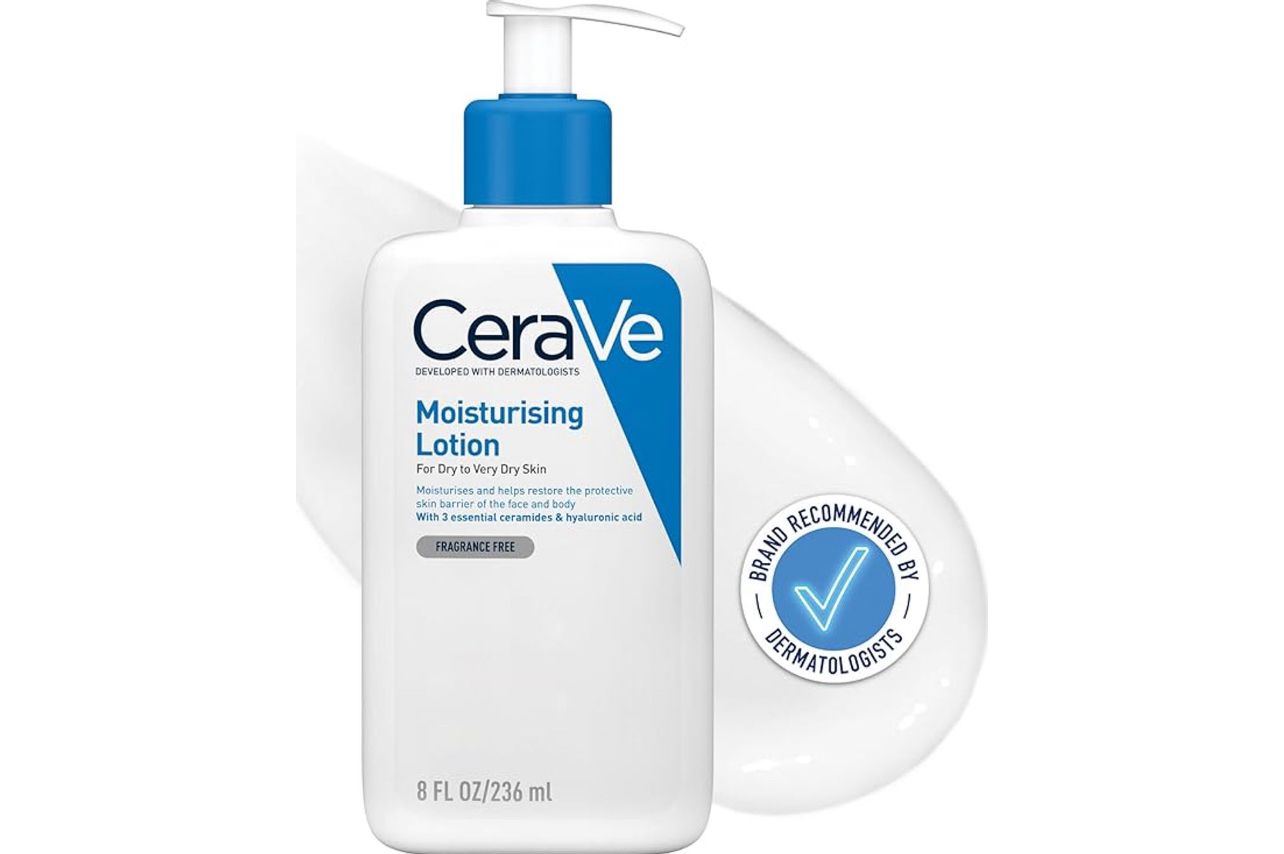 CeraVe
DEVELOPED WITH DERMATOLOGISTS
Moisturising
Lotion
For Dry to Very Dry Skin
Moisturises and helps restore the protective
skin barrier of the face and body
With 3 essential ceramides & hyaluronic acid
FRAGRANCE FREE
8 FL OZ/236 ml
BRAND RECOMMENDED BY
DERMATOLOGISTS